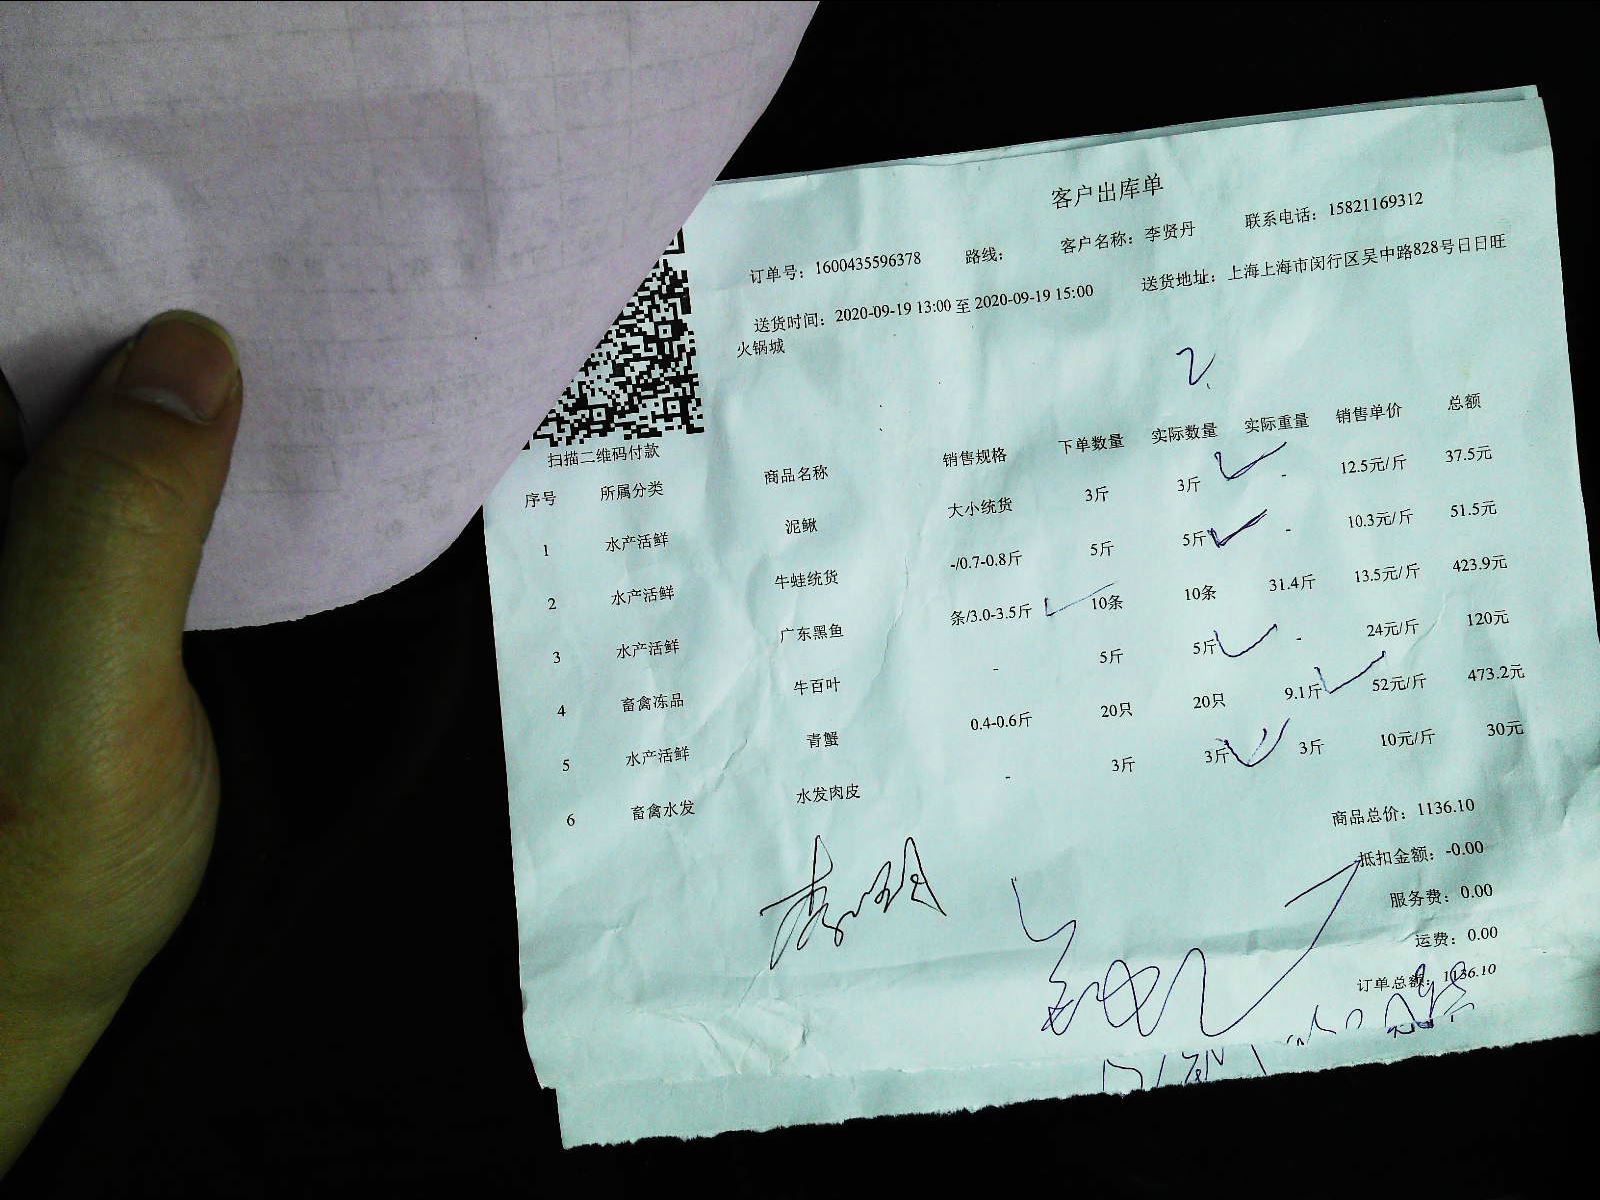 客户出库单
订单号：1600435596378 路线： 客户名称：李贤丹 联系电话：15821169312
送货时间：2020-09-19 13:00 至 2020-09-19 15:00 送货地址：上海上海市闵行区吴中路828号日日旺
火锅城
扫描二维码付款
序号 所属分类 商品名称 销售规格 下单数量 实际数量 实际重量 销售单价 总额
1 水产活鲜 泥鳅 大小统货 3斤 3斤 - 12.5元/斤 37.5元
2 水产活鲜 牛蛙统货 -/0.7-0.8斤 5斤 5斤 - 10.3元/斤 51.5元
3 水产活鲜 广东黑鱼 条/3.0-3.5斤 10条 10条 31.4斤 13.5元/斤 423.9元
4 畜禽冻品 牛百叶 - 5斤 5斤 - 24元/斤 120元
5 水产活鲜 青蟹 0.4-0.6斤 20只 20只 9.1斤 52元/斤 473.2元
6 畜禽水发 水发肉皮 - 3斤 3斤 3斤 10元/斤 30元
商品总价：1136.10
抵扣金额：-0.00
服务费：0.00
运费：0.00
订单总额：1136.10